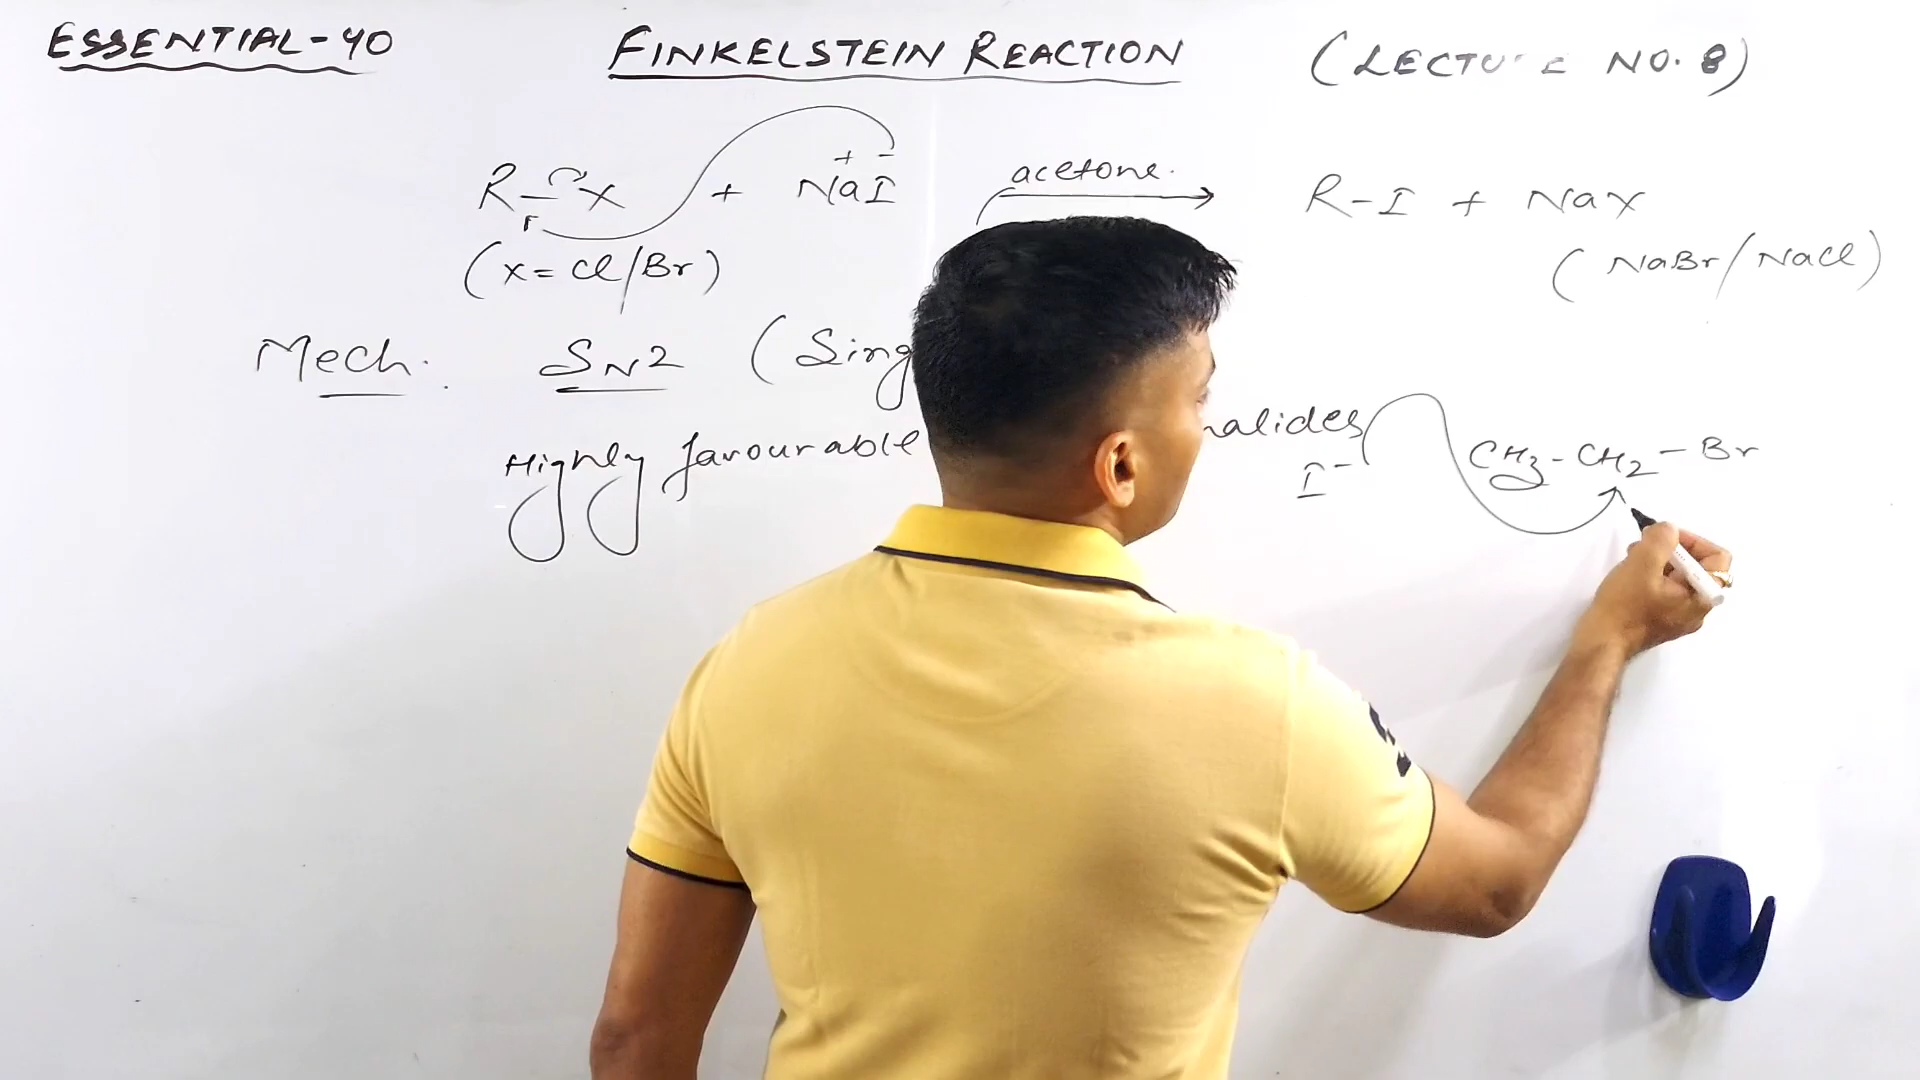 ESSENTIAL-40 FINKELSTEIN REACTION (LECTU E NO. 8)
R-X + NaI acetone. R-I + NaX
+ -
(X = Cl/Br) (NaBr/NaCl)
Mech. SN2 (Sing
Highly favourable halides I- CH3-CH2-Br